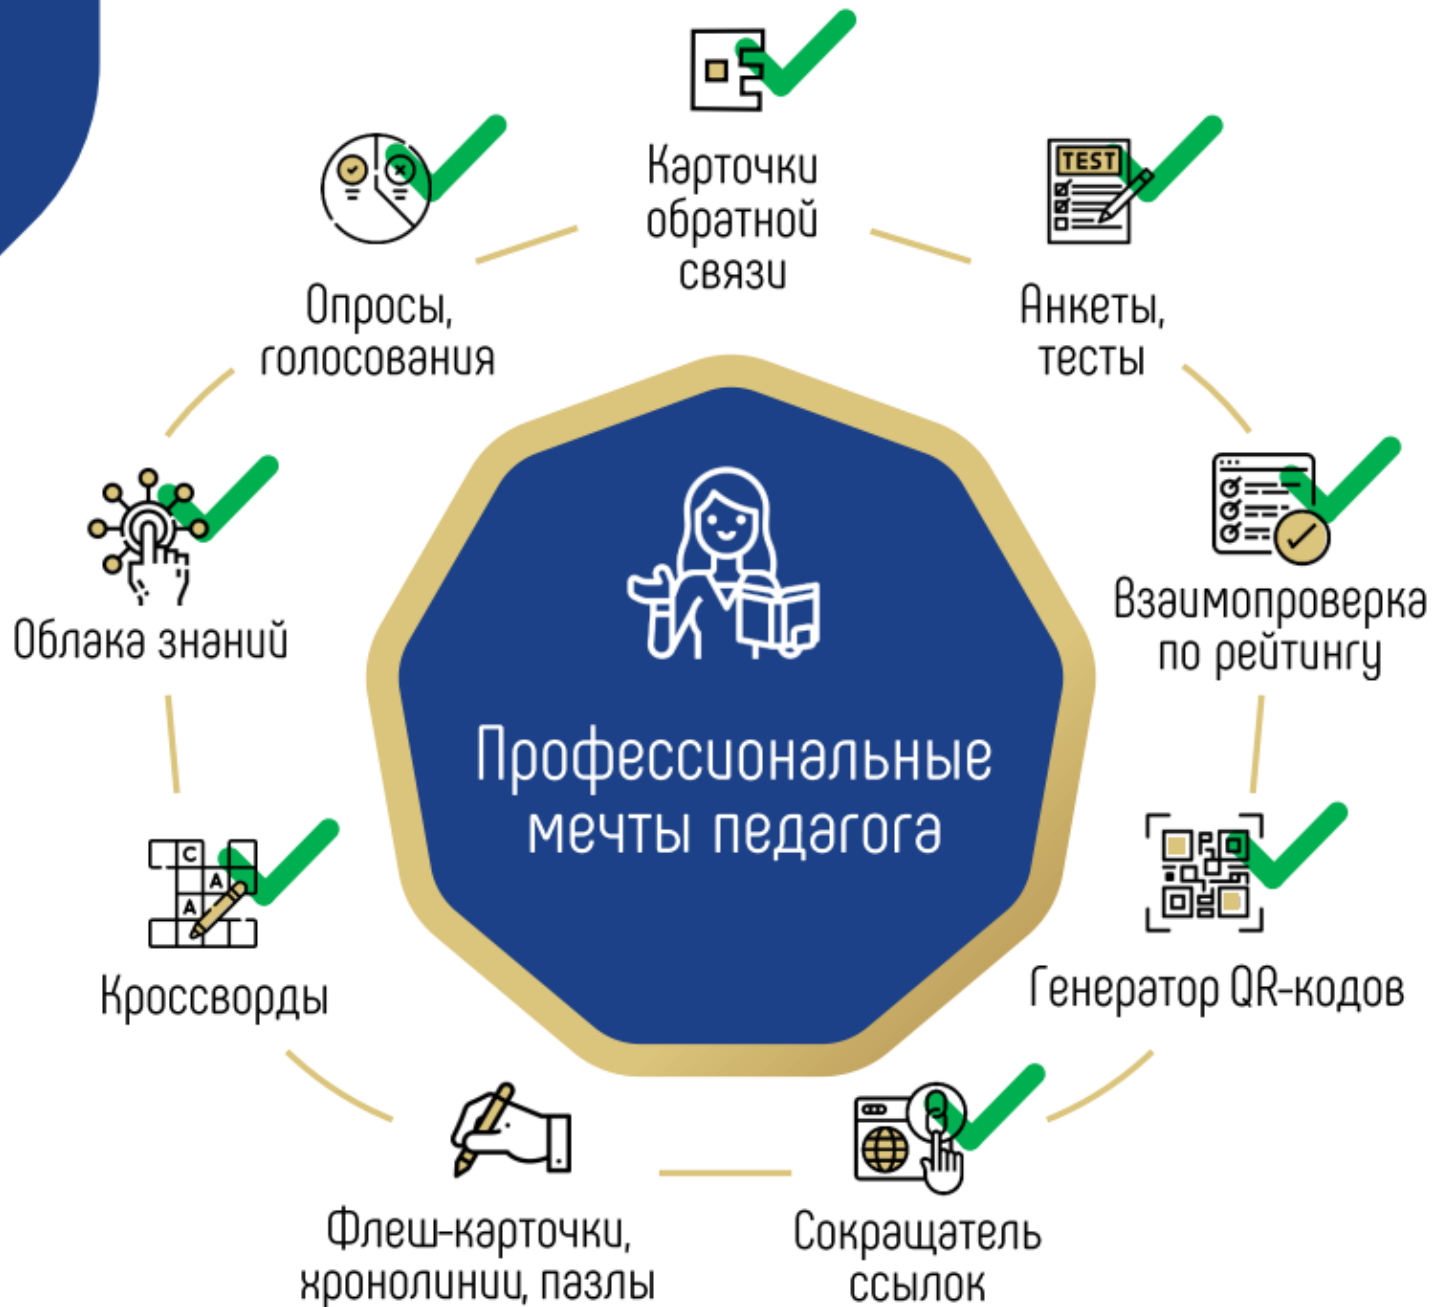 Карточки
обратной
связи
TEST
Анкеты,
тесты
Взаимопроверка
по рейтингу
Генератор QR-кодов
Сокращатель
ссылок
Флеш-карточки,
хронолинии, пазлы
C
A
A
Кроссворды
Облака знаний
Опросы,
голосования
Профессиональные
мечты педагога